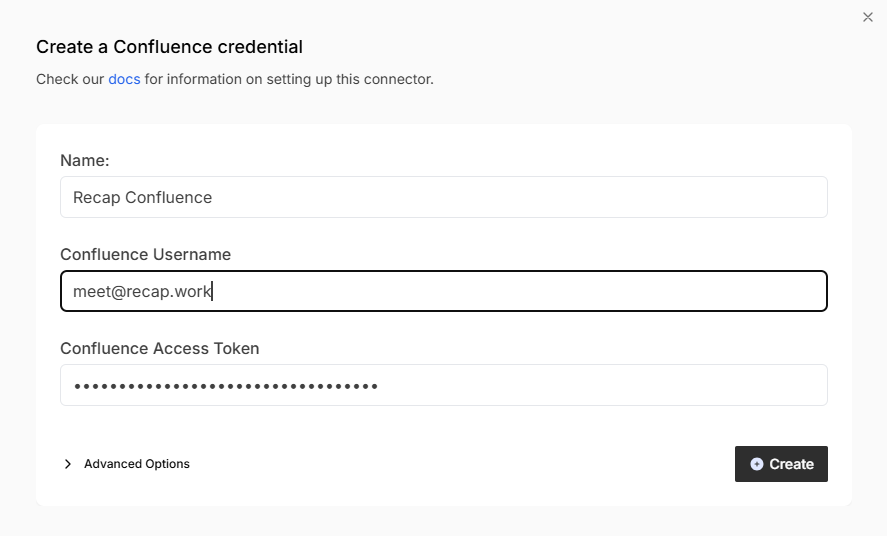 Create a Confluence credential
Check our docs for information on setting up this connector.
Name:
Recap Confluence
Confluence Username
meet@recap.work
Confluence Access Token
••••••••••••••••••••••••••••••••••
Advanced Options
Create